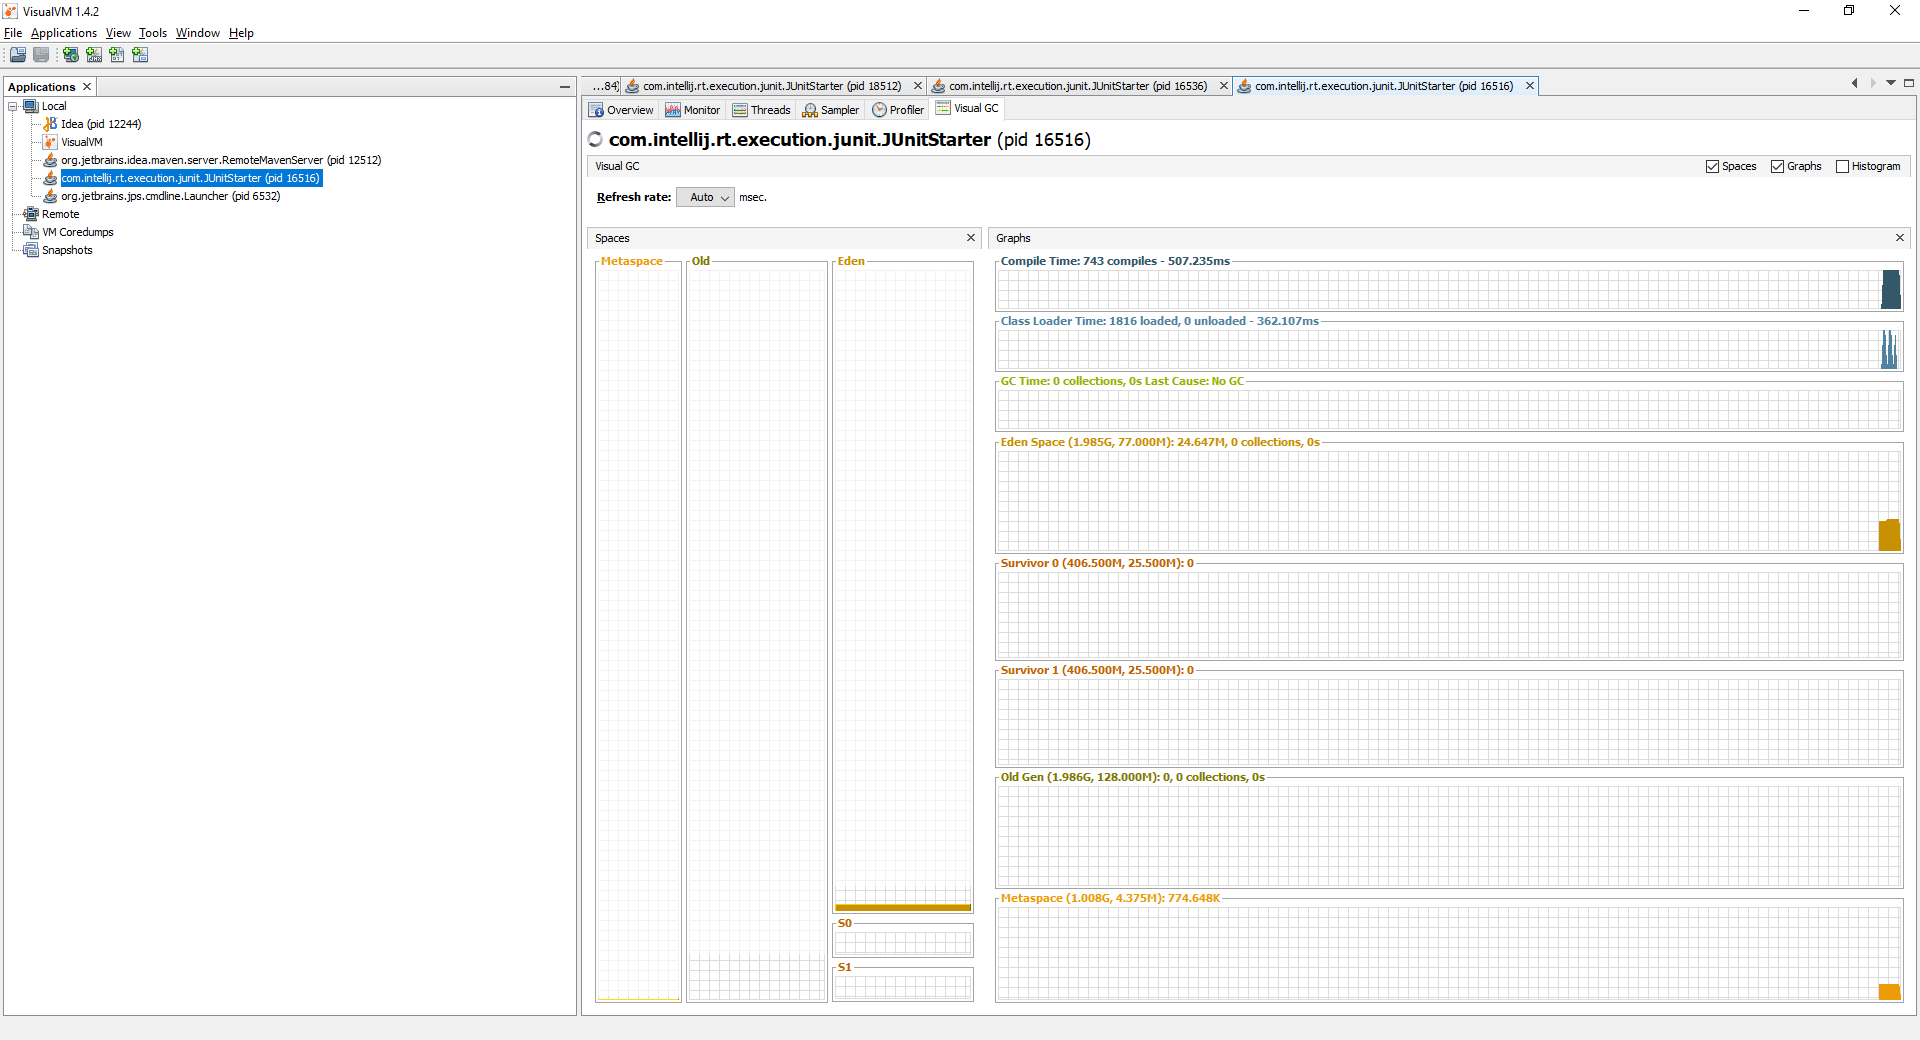 VisualVM 1.4.2
File Applications View Tools Window Help
Applications
Local
Idea (pid 12244)
VisualVM
org.jetbrains.idea.maven.server.RemoteMavenServer (pid 12512)
com.intellij.rt.execution.junit.JUnitStarter (pid 16516)
org.jetbrains.jps.cmdline.Launcher (pid 6532)
Remote
VM Coredumps
Snapshots
...84) com.intellij.rt.execution.junit.JUnitStarter (pid 18512) com.intellij.rt.execution.junit.JUnitStarter (pid 16536) com.intellij.rt.execution.junit.JUnitStarter (pid 16516)
Overview Monitor Threads Sampler Profiler Visual GC
com.intellij.rt.execution.junit.JUnitStarter (pid 16516)
Visual GC Spaces Graphs Histogram
Refresh rate: Auto msec.
Spaces
Metaspace Old Eden
S0
S1
Graphs
Compile Time: 743 compiles - 507.235ms
Class Loader Time: 1816 loaded, 0 unloaded - 362.107ms
GC Time: 0 collections, 0s Last Cause: No GC
Eden Space (1.985G, 77.000M): 24.647M, 0 collections, 0s
Survivor 0 (406.500M, 25.500M): 0
Survivor 1 (406.500M, 25.500M): 0
Old Gen (1.986G, 128.000M): 0, 0 collections, 0s
Metaspace (1.008G, 4.375M): 774.648K